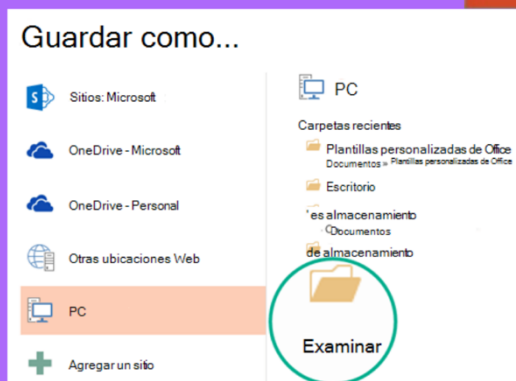 Guardar como...
Sitios: Microsoft
OneDrive - Microsoft
OneDrive - Personal
Otras ubicaciones Web
PC
Agregar un sitio
PC
Carpetas recientes
Plantillas personalizadas de Office
Documentos » Plantillas personalizadas de Office
Escritorio
es almacenamiento
Documentos
de almacenamiento
Examinar